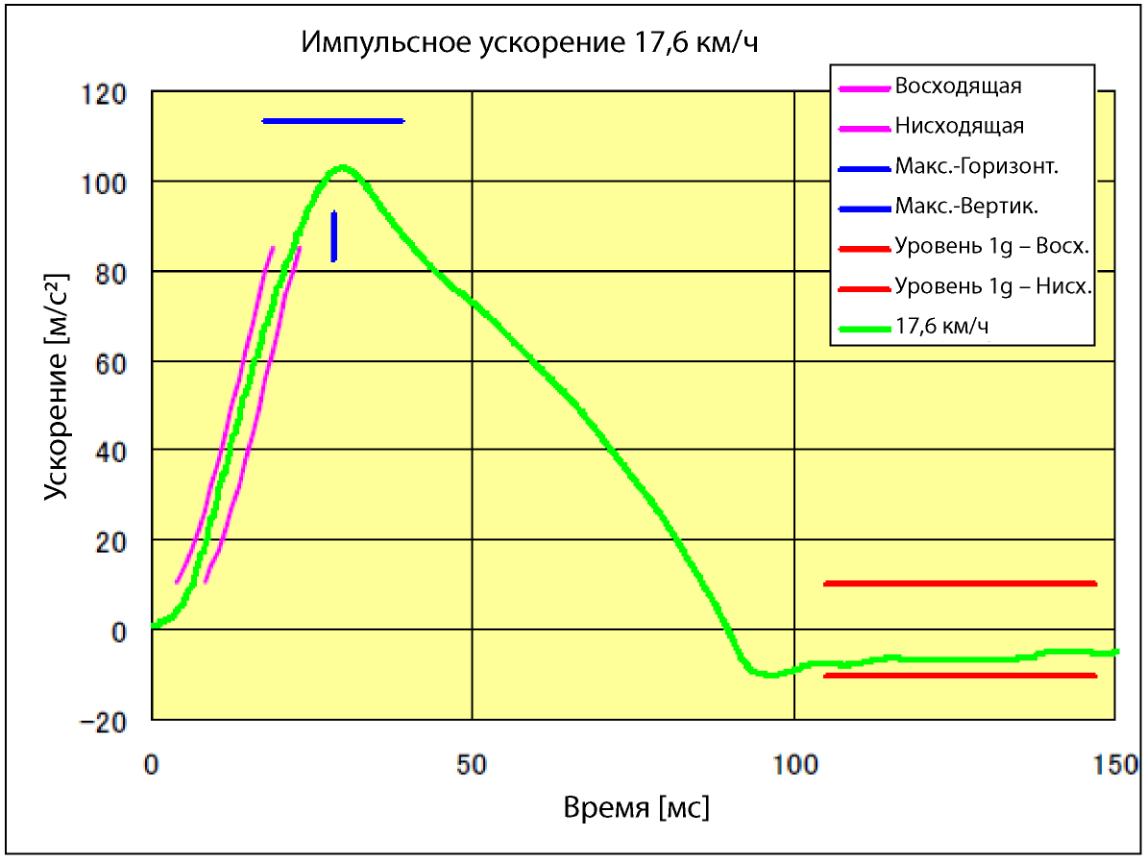 Импульсное ускорение 17,6 км/ч
Восходящая
Нисходящая
Макс.-Горизонт.
Макс.-Вертик.
Уровень 1g – Восх.
Уровень 1g – Нисх.
17,6 км/ч
Ускорение [м/с²]
120
100
80
60
40
20
0
−20
0 50 100 150
Время [мс]